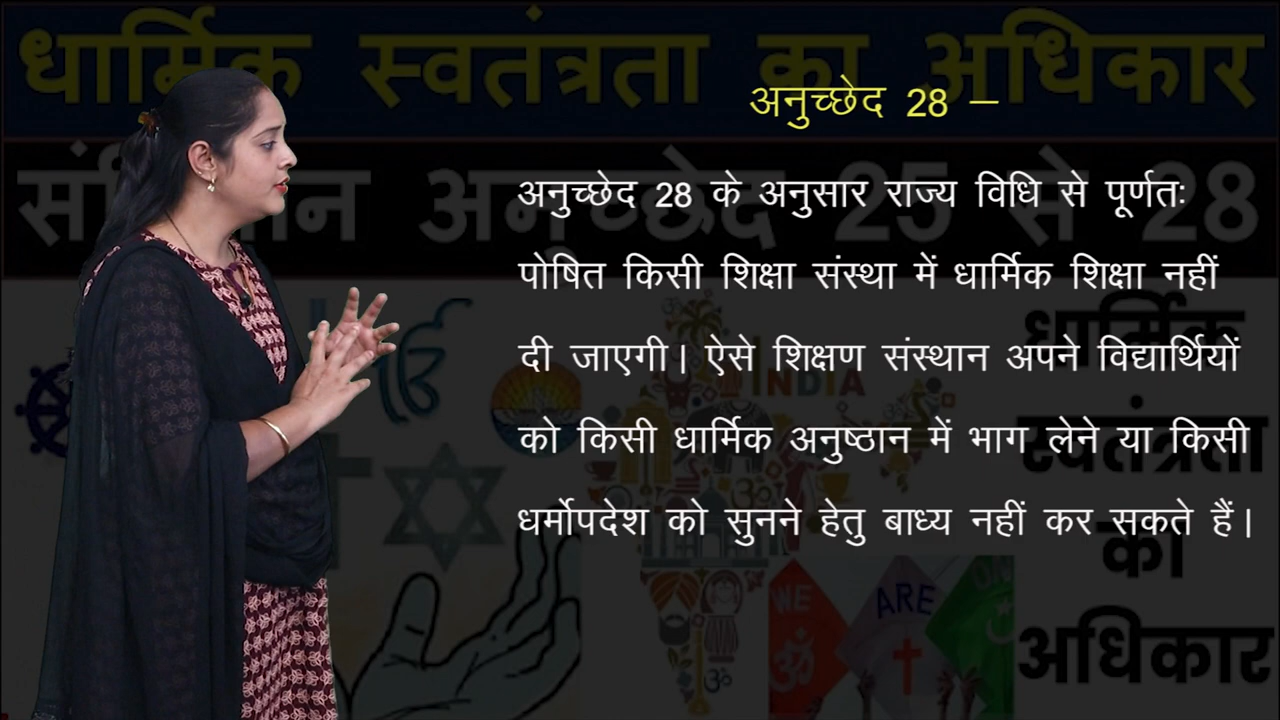 धार्मिक स्वतंत्रता का अधिकार
अनुच्छेद 28 –
अनुच्छेद 25 से 28
अनुच्छेद 28 के अनुसार राज्य विधि से पूर्णतः
पोषित किसी शिक्षा संस्था में धार्मिक शिक्षा नहीं
दी जाएगी। ऐसे शिक्षण संस्थान अपने विद्यार्थियों
को किसी धार्मिक अनुष्ठान में भाग लेने या किसी
धर्मोपदेश को सुनने हेतु बाध्य नहीं कर सकते हैं।
INDIA
धार्मिक
स्वतंत्रता
का
अधिकार
WE
ARE
ॐ